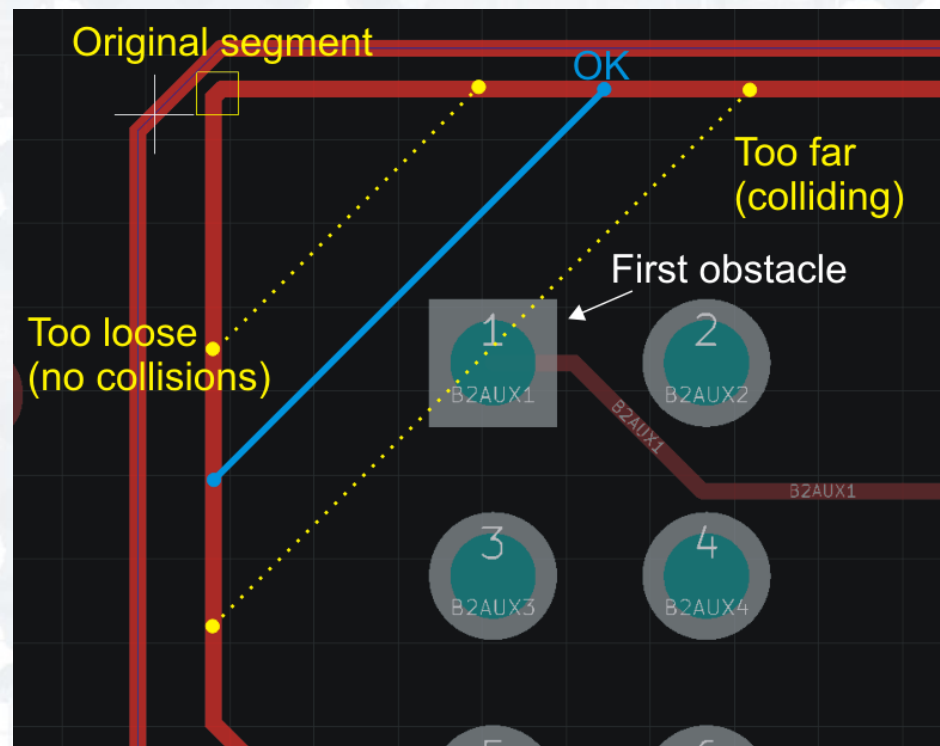 Original segment
OK
Too far
(colliding)
First obstacle
Too loose
(no collisions)
1
B2AUX1
2
B2AUX2
B2AUX1
B2AUX1
3
B2AUX3
4
B2AUX4